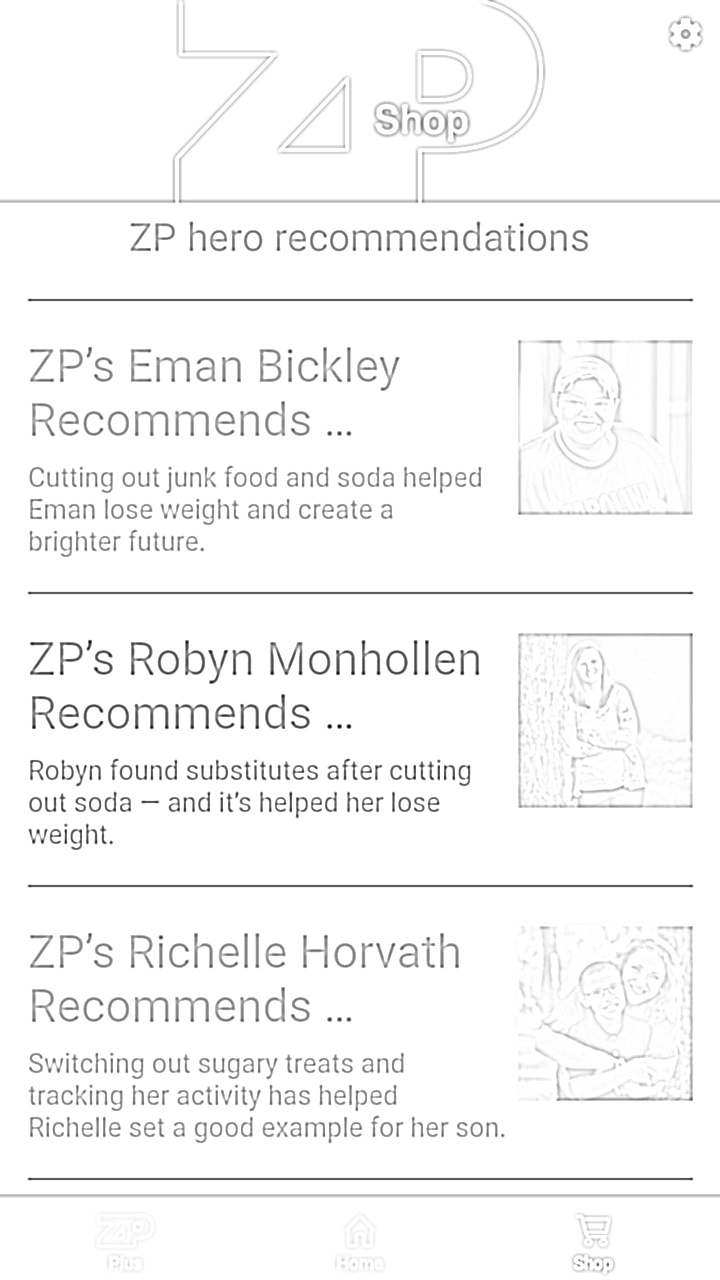 ZP
Shop
ZP hero recommendations
ZP's Eman Bickley
Recommends ...
Cutting out junk food and soda helped
Eman lose weight and create a
brighter future.
ZP's Robyn Monhollen
Recommends ...
Robyn found substitutes after cutting
out soda — and it's helped her lose
weight.
ZP's Richelle Horvath
Recommends ...
Switching out sugary treats and
tracking her activity has helped
Richelle set a good example for her son.
ZP
Plus
Home
Shop